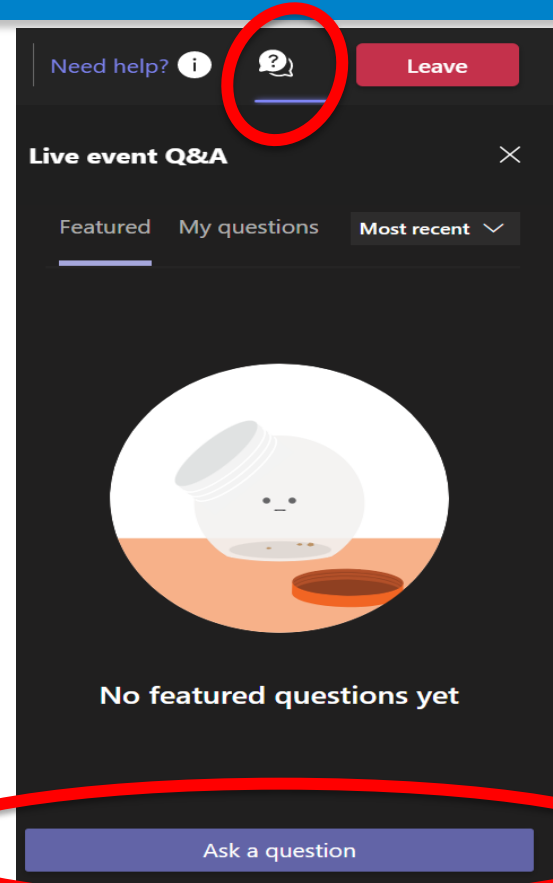 Need help? i ? Leave
Live event Q&A
Featured My questions Most recent
No featured questions yet
Ask a question